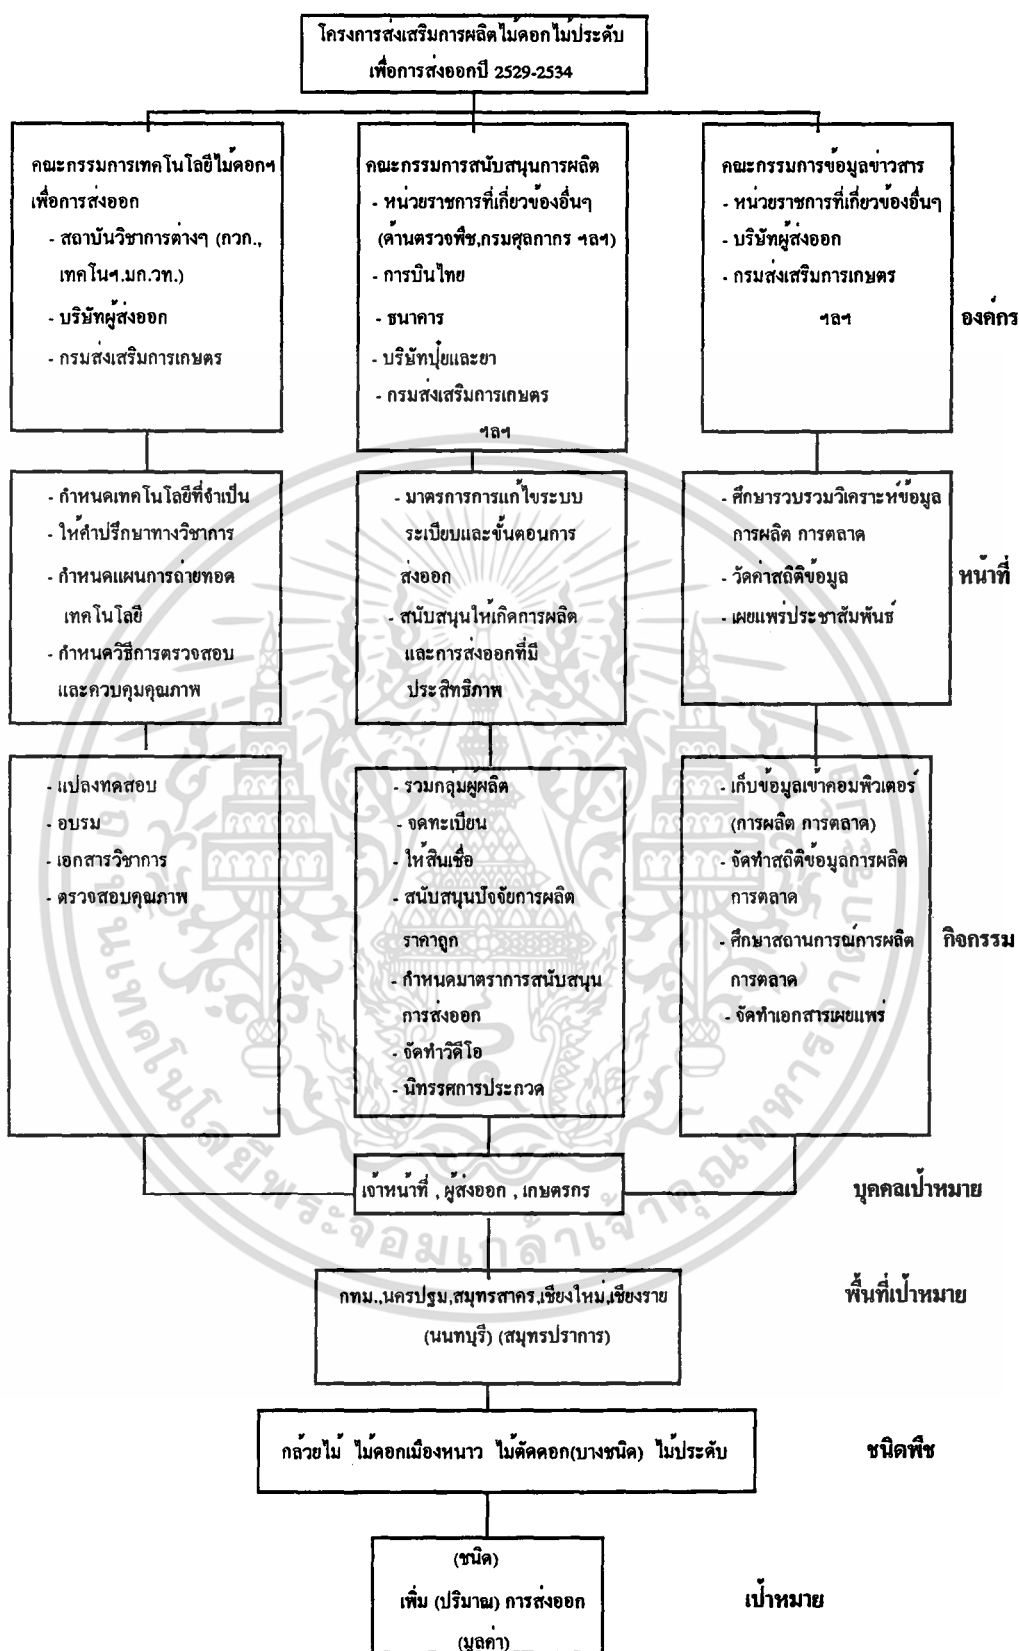 โครงการส่งเสริมการผลิตไม้ดอกไม้ประดับ
เพื่อการส่งออกปี 2529-2534
คณะกรรมการเทคโนโลยีไม้ดอกฯ
เพื่อการส่งออก
- สถาบันวิชาการต่างๆ (กวก.,
เทคโนฯ.มก.วท.)
- บริษัทผู้ส่งออก
- กรมส่งเสริมการเกษตร
คณะกรรมการสนับสนุนการผลิต
- หน่วยราชการที่เกี่ยวข้องอื่นๆ
(ด้านตรวจพืช,กรมศุลกากร ฯลฯ)
- การบินไทย
- ธนาคาร
- บริษัทปุ๋ยและยา
- กรมส่งเสริมการเกษตร
ฯลฯ
คณะกรรมการข้อมูลข่าวสาร
- หน่วยราชการที่เกี่ยวข้องอื่นๆ
- บริษัทผู้ส่งออก
- กรมส่งเสริมการเกษตร
ฯลฯ
องค์กร
- กำหนดเทคโนโลยีที่จำเป็น
- ให้คำปรึกษาทางวิชาการ
- กำหนดแผนการถ่ายทอด
เทคโนโลยี
- กำหนดวิธีการตรวจสอบ
และควบคุมคุณภาพ
- มาตรการการแก้ไขระบบ
ระเบียบและขั้นตอนการ
ส่งออก
- สนับสนุนให้เกิดการผลิต
และการส่งออกที่มี
ประสิทธิภาพ
- ศึกษารวบรวมวิเคราะห์ข้อมูล
การผลิต การตลาด
- วัดค่าสถิติข้อมูล
- เผยแพร่ประชาสัมพันธ์
หน้าที่
- แปลงทดสอบ
- อบรม
- เอกสารวิชาการ
- ตรวจสอบคุณภาพ
- รวมกลุ่มผู้ผลิต
- จดทะเบียน
- ให้สินเชื่อ
- สนับสนุนปัจจัยการผลิต
ราคาถูก
- กำหนดมาตราการสนับสนุน
การส่งออก
- จัดทำวิดีโอ
- นิทรรศการประกวด
- เก็บข้อมูลเข้าคอมพิวเตอร์
(การผลิต การตลาด)
- จัดทำสถิติข้อมูลการผลิต
การตลาด
- ศึกษาสถานการณ์การผลิต
การตลาด
- จัดทำเอกสารเผยแพร่
กิจกรรม
เจ้าหน้าที่ , ผู้ส่งออก , เกษตรกร
บุคคลเป้าหมาย
กทม.,นครปฐม,สมุทรสาคร,เชียงใหม่,เชียงราย
(นนทบุรี) (สมุทรปราการ)
พื้นที่เป้าหมาย
กล้วยไม้ ไม้ดอกเมืองหนาว ไม้ตัดดอก(บางชนิด) ไม้ประดับ
ชนิดพืช
(ชนิด)
เพิ่ม (ปริมาณ) การส่งออก
(มูลค่า)
เป้าหมาย
สถาบันเทคโนโลยีพระจอมเกล้าเจ้าคุณทหารลาดกระบัง